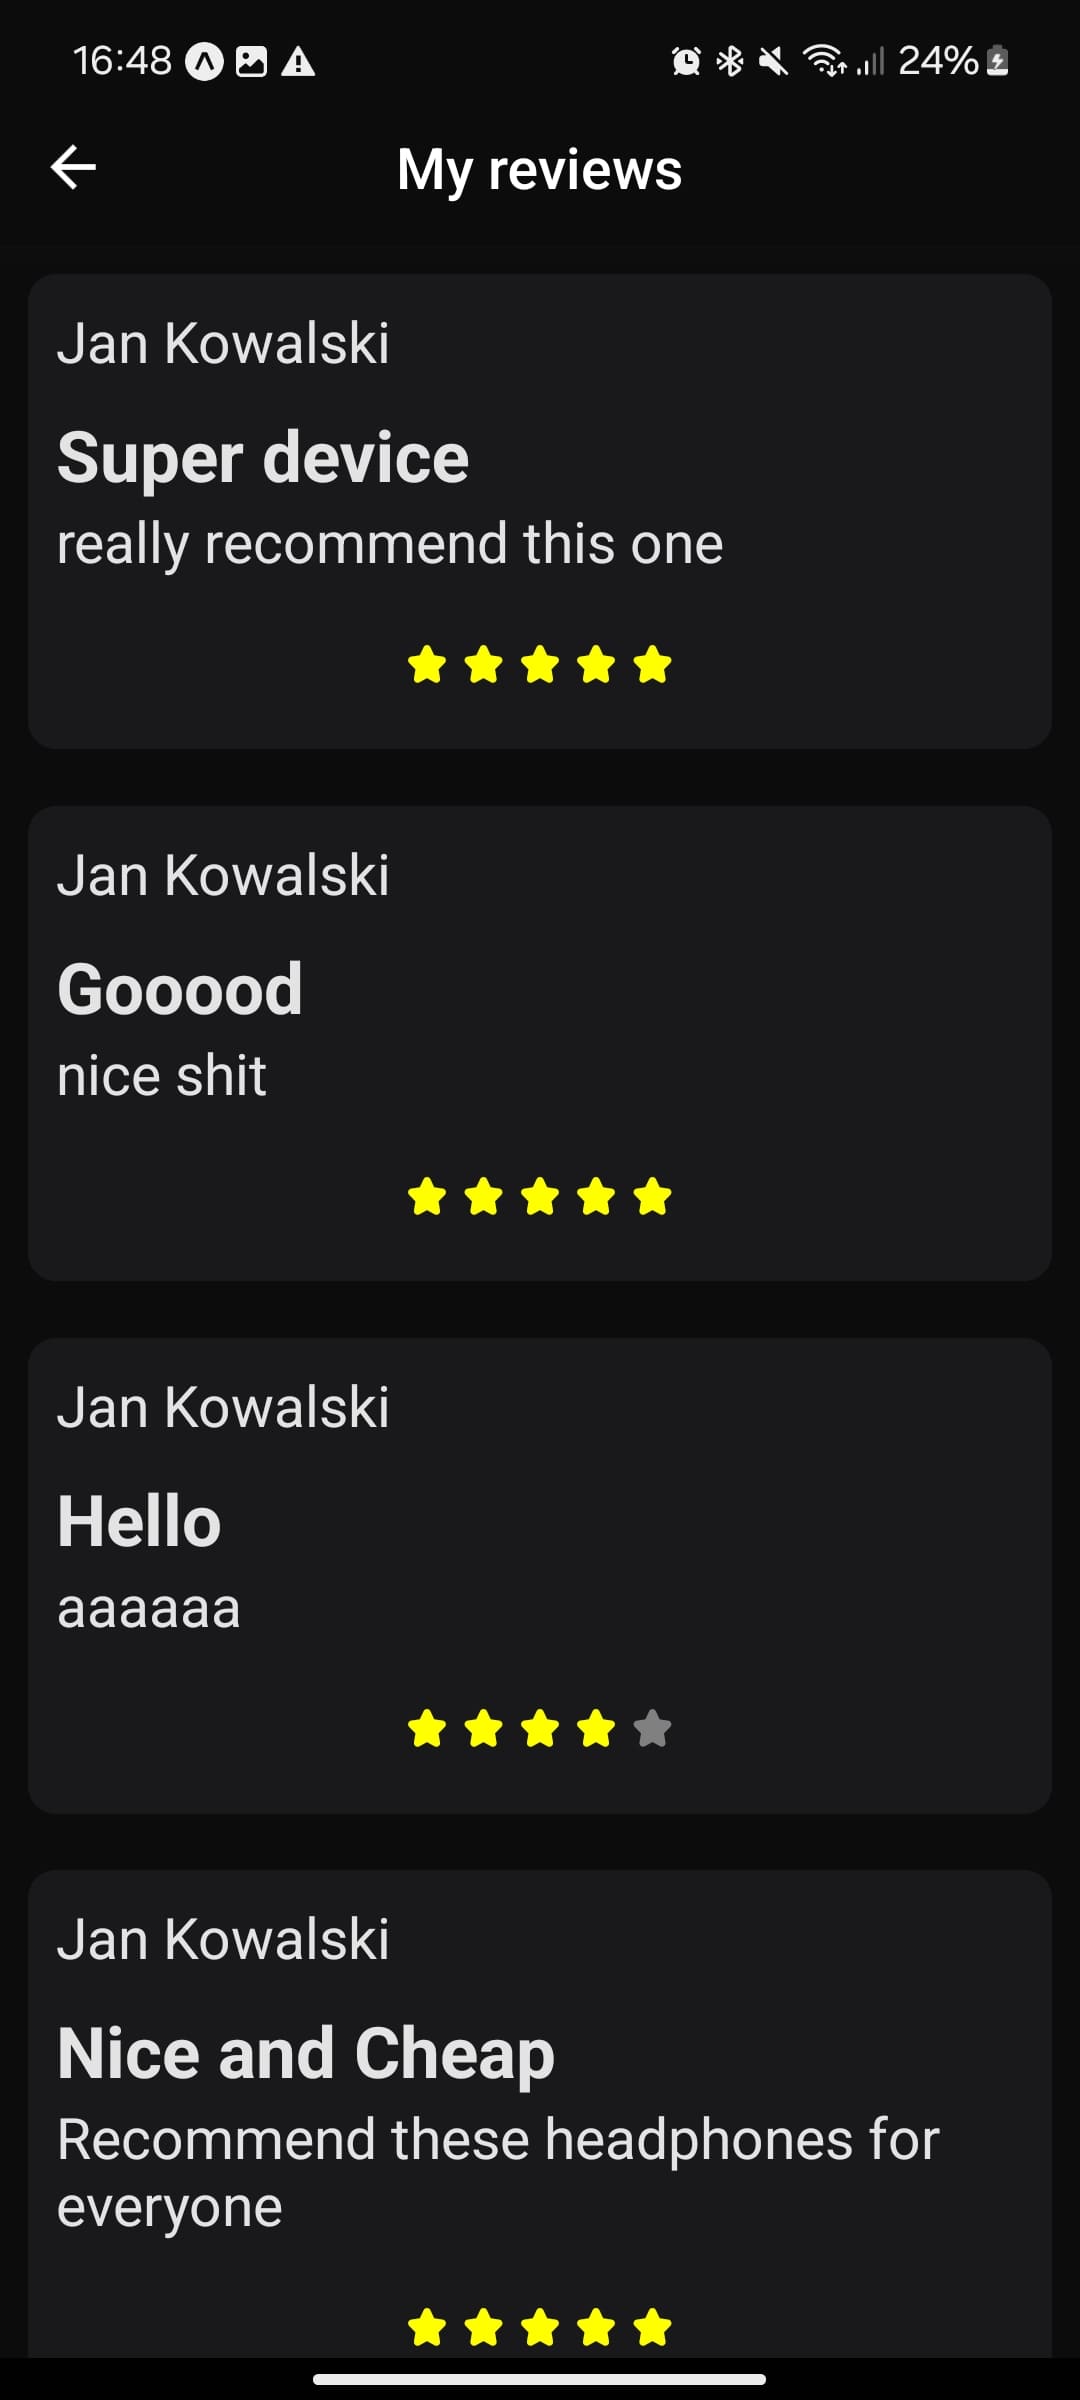 16:48 24%
My reviews
Jan Kowalski
Super device
really recommend this one
Jan Kowalski
Gooood
nice shit
Jan Kowalski
Hello
aaaaaa
Jan Kowalski
Nice and Cheap
Recommend these headphones for
everyone